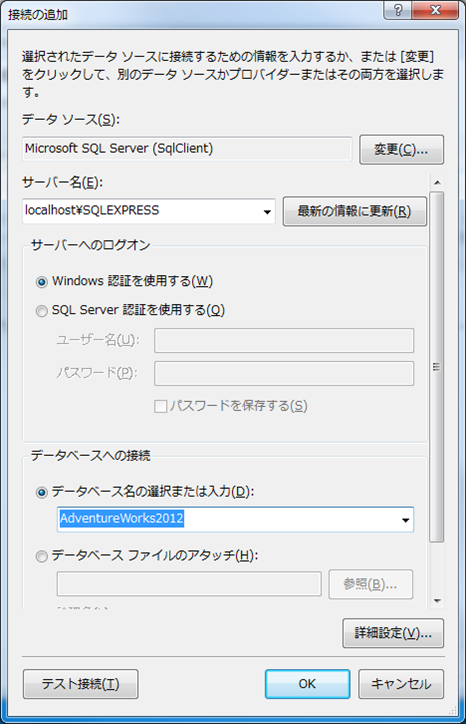 接続の追加
選択されたデータ ソースに接続するための情報を入力するか、または [変更]
をクリックして、別のデータ ソースかプロバイダーまたはその両方を選択しま
す。
データ ソース(S):
Microsoft SQL Server (SqlClient)
変更(C)...
サーバー名(E):
localhost¥SQLEXPRESS
最新の情報に更新(R)
サーバーへのログオン
Windows 認証を使用する(W)
SQL Server 認証を使用する(Q)
ユーザー名(U):
パスワード(P):
パスワードを保存する(S)
データベースへの接続
データベース名の選択または入力(D):
AdventureWorks2012
データベース ファイルのアタッチ(H):
参照(B)...
詳細設定(V)...
テスト接続(T)
OK
キャンセル